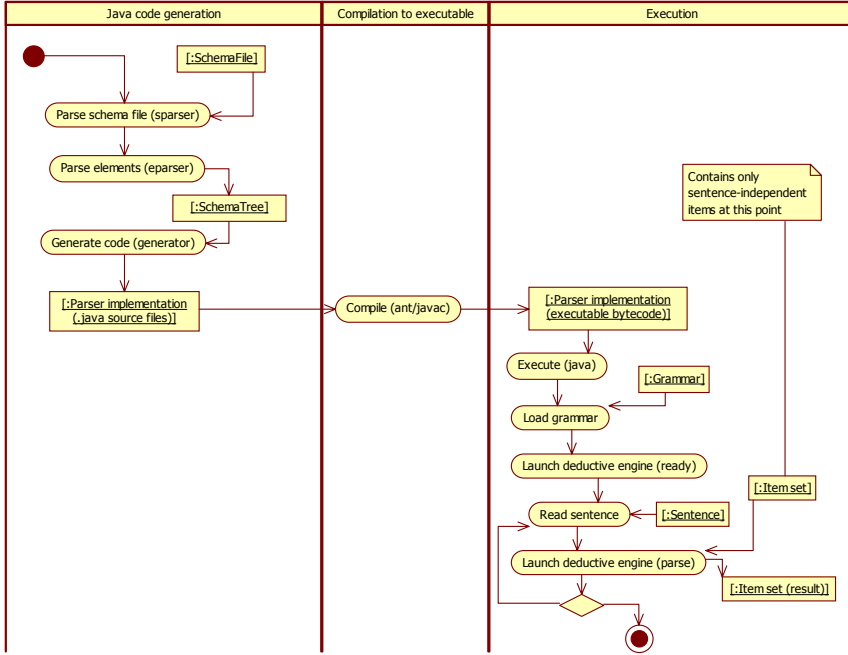 Java code generation
Compilation to executable
Execution
[:SchemaFile]
Parse schema file (sparser)
Parse elements (eparser)
[:SchemaTree]
Generate code (generator)
[:Parser implementation
(.java source files)]
Compile (ant/javac)
[:Parser implementation
(executable bytecode)]
Contains only
sentence-independent
items at this point
Execute (java)
[:Grammar]
Load grammar
Launch deductive engine (ready)
[:Item set]
Read sentence
[:Sentence]
Launch deductive engine (parse)
[:Item set (result)]